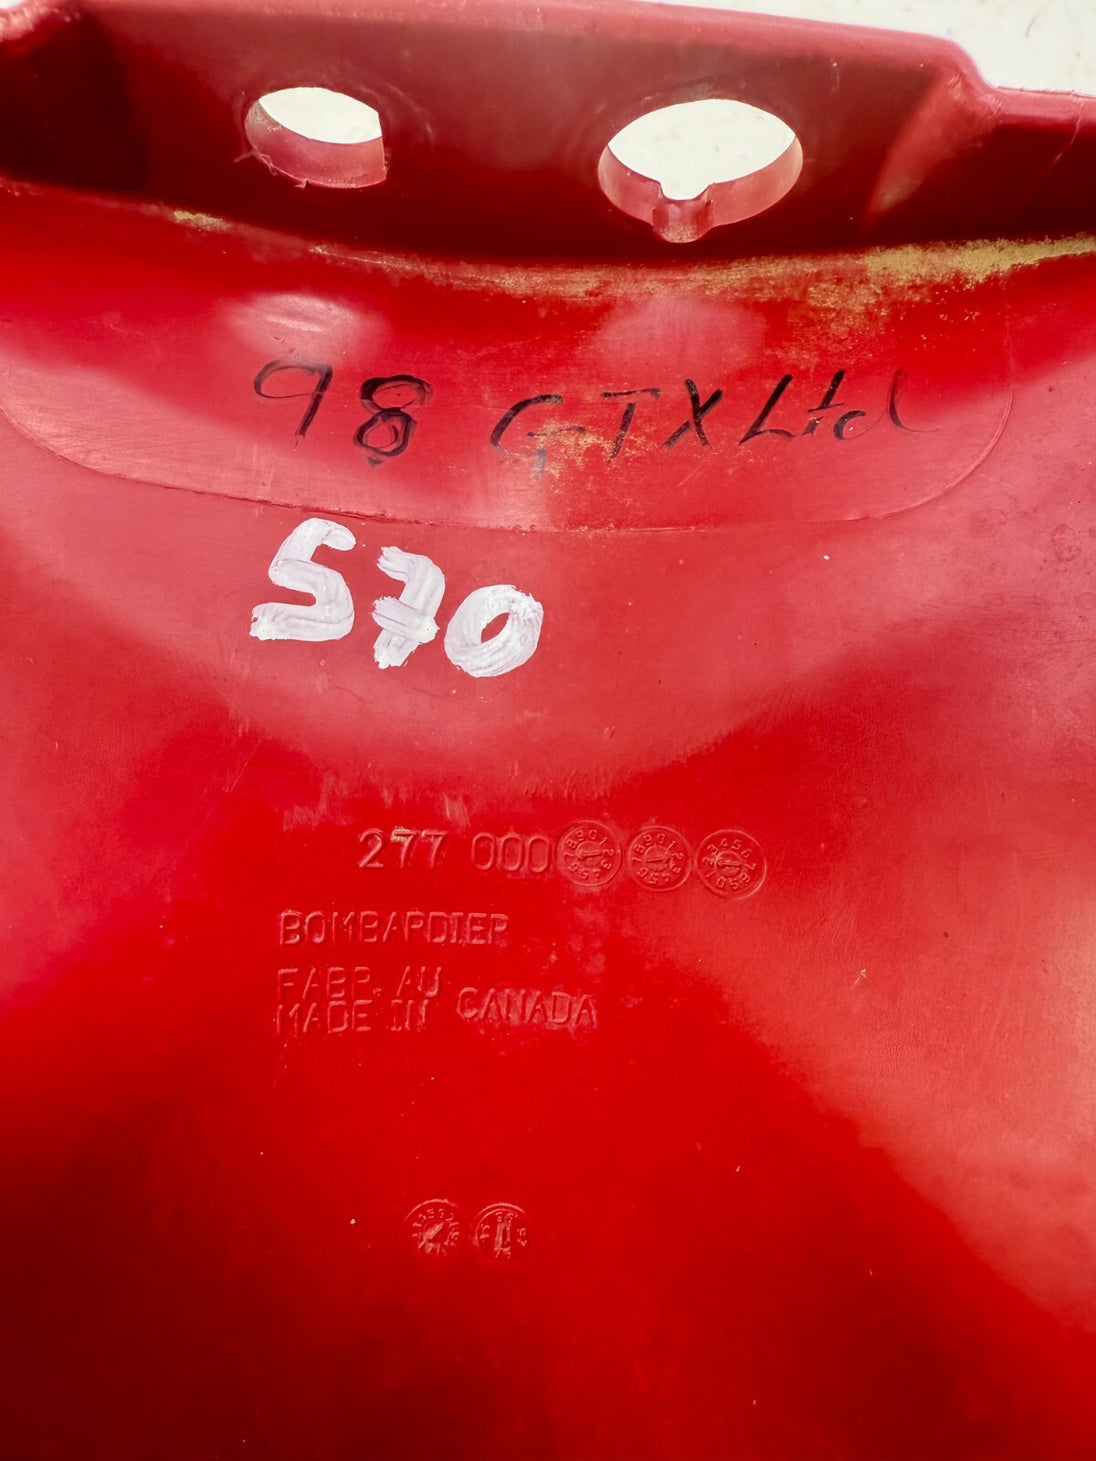 98 GTX Ltd
570
277 000
BOMBARDIER
FABR. AU
MADE IN CANADA